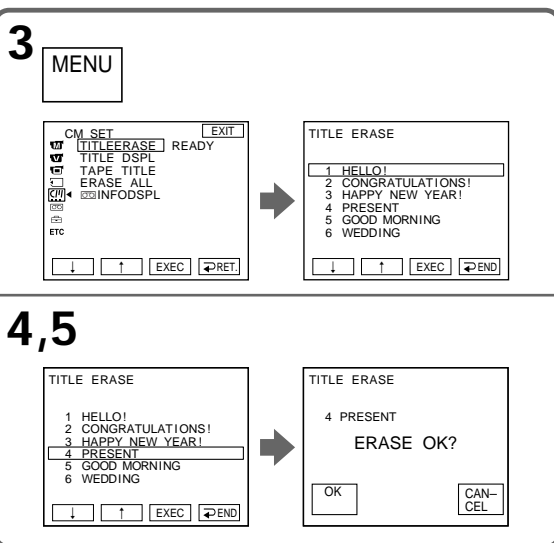 3
MENU
CM SET EXIT
TITLEERASE READY
TITLE DSPL
TAPE TITLE
ERASE ALL
INFODSPL
ETC
↓ ↑ EXEC RET.
TITLE ERASE
1 HELLO!
2 CONGRATULATIONS!
3 HAPPY NEW YEAR!
4 PRESENT
5 GOOD MORNING
6 WEDDING
↓ ↑ EXEC END
4,5
TITLE ERASE
1 HELLO!
2 CONGRATULATIONS!
3 HAPPY NEW YEAR!
4 PRESENT
5 GOOD MORNING
6 WEDDING
↓ ↑ EXEC END
TITLE ERASE
4 PRESENT
ERASE OK?
OK
CAN–
CEL